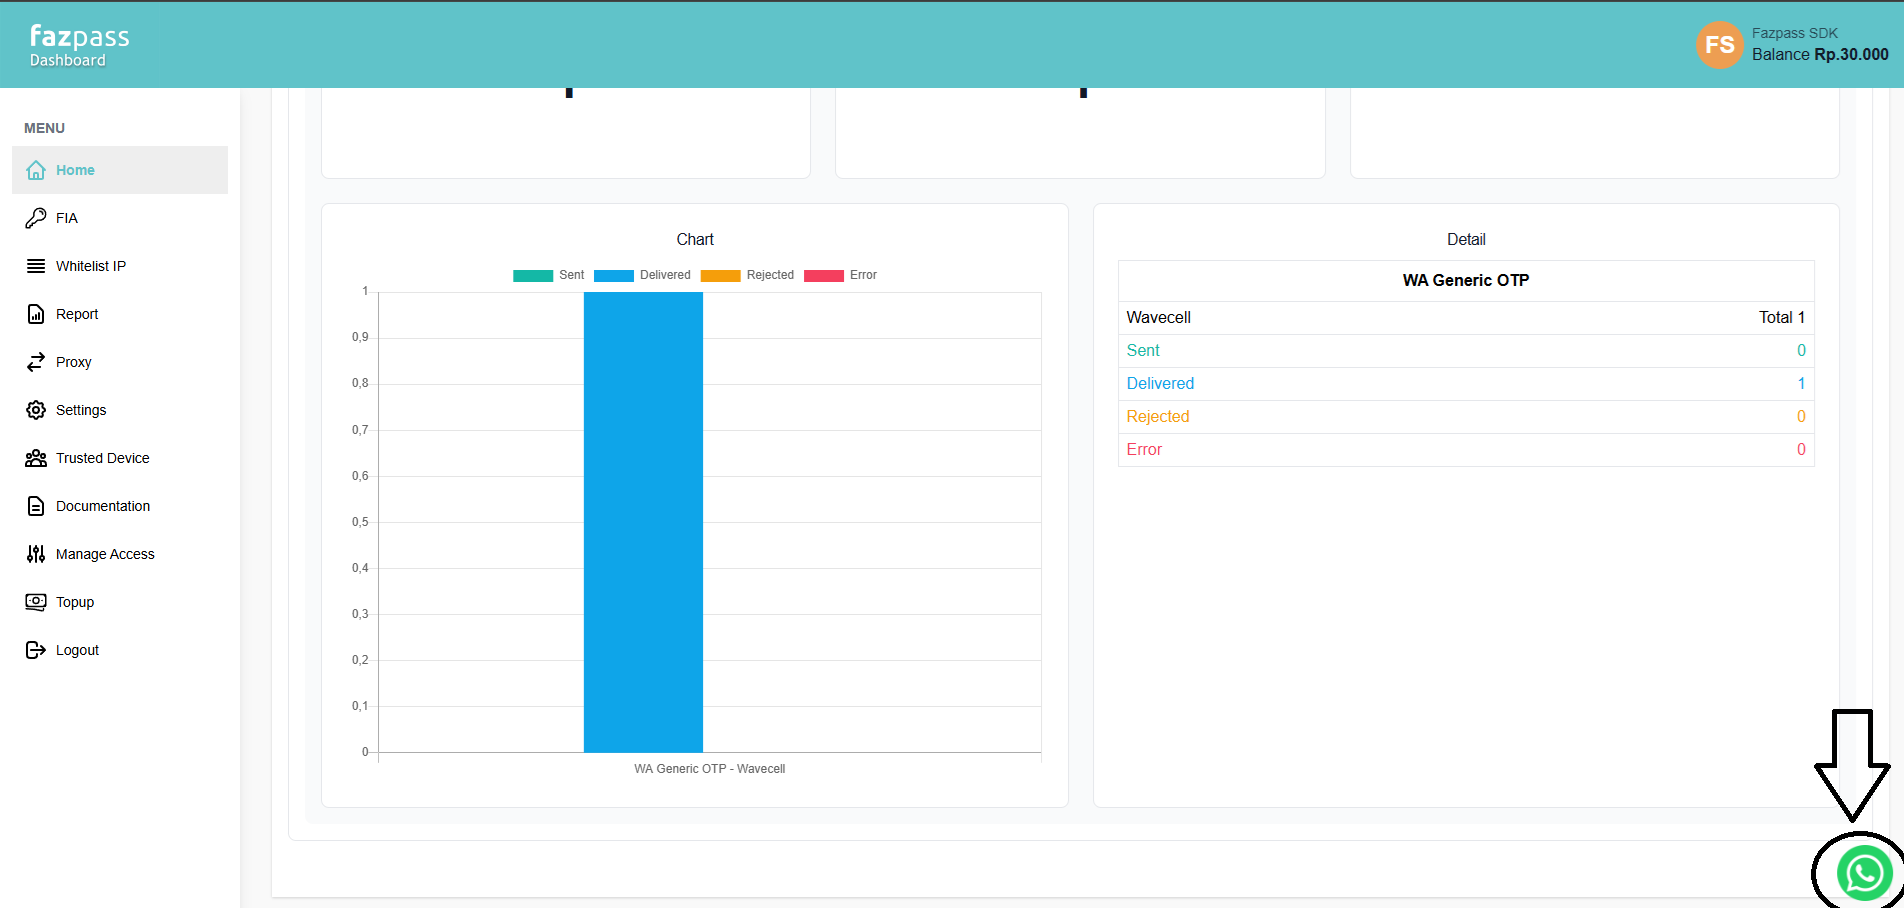 fazpass
Dashboard
FS
Fazpass SDK
Balance Rp.30.000
MENU
Home
FIA
Whitelist IP
Report
Proxy
Settings
Trusted Device
Documentation
Manage Access
Topup
Logout
Chart
Sent Delivered Rejected Error
1
0,9
0,8
0,7
0,6
0,5
0,4
0,3
0,2
0,1
0
WA Generic OTP - Wavecell
Detail
WA Generic OTP
Wavecell Total 1
Sent 0
Delivered 1
Rejected 0
Error 0